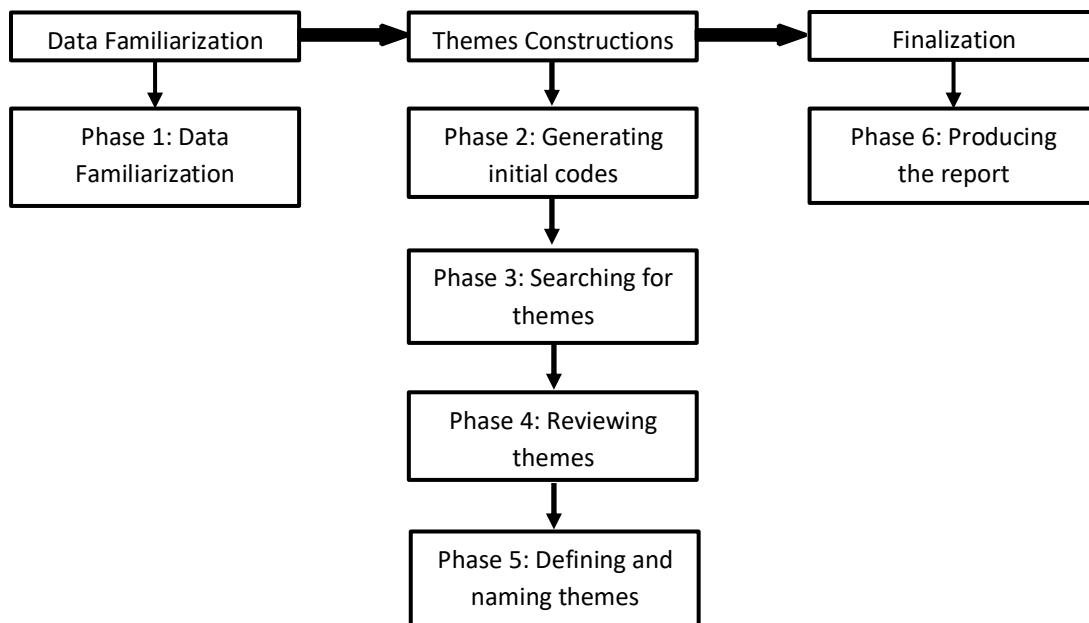 Data Familiarization
Themes Constructions
Finalization
Phase 1: Data
Familiarization
Phase 2: Generating
initial codes
Phase 6: Producing
the report
Phase 3: Searching for
themes
Phase 4: Reviewing
themes
Phase 5: Defining and
naming themes